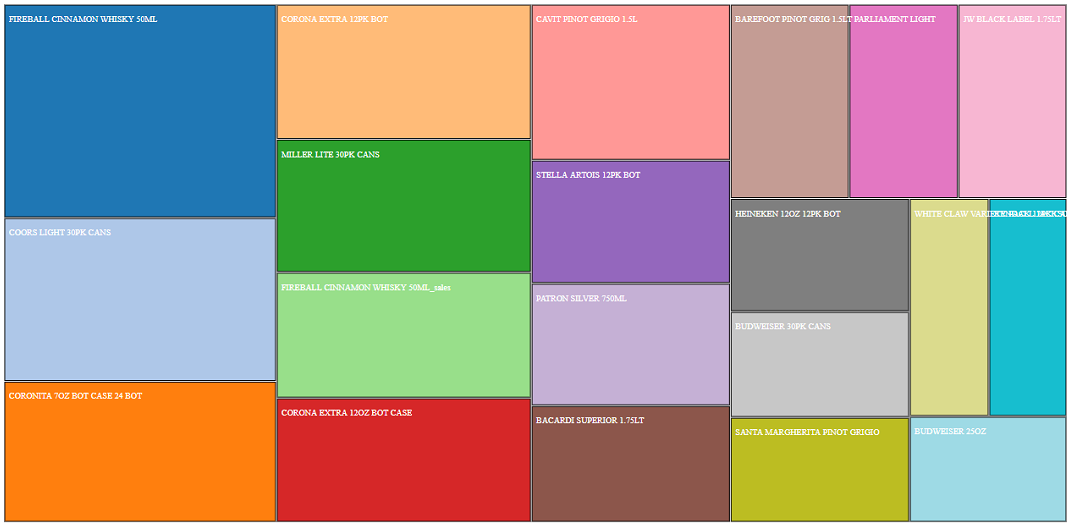 FIREBALL CINNAMON WHISKY 50ML
COORS LIGHT 30PK CANS
CORONITA 7OZ BOT CASE 24 BOT
CORONA EXTRA 12PK BOT
MILLER LITE 30PK CANS
FIREBALL CINNAMON WHISKY 50ML_sales
CORONA EXTRA 12OZ BOT CASE
CAVIT PINOT GRIGIO 1.5L
STELLA ARTOIS 12PK BOT
PATRON SILVER 750ML
BACARDI SUPERIOR 1.75LT
BAREFOOT PINOT GRIG 1.5LT
PARLIAMENT LIGHT
JW BLACK LABEL 1.75LT
HEINEKEN 12OZ 12PK BOT
BUDWEISER 30PK CANS
SANTA MARGHERITA PINOT GRIGIO
WHITE CLAW
BUDWEISER 25OZ